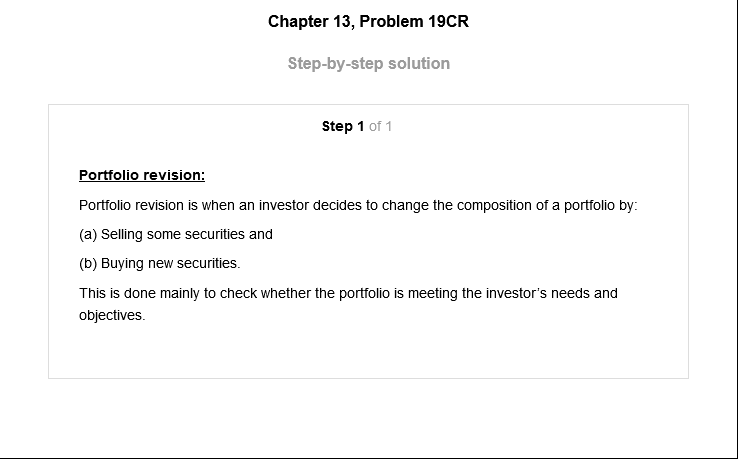 Chapter 13, Problem 19CR
Step-by-step solution
Step 1 of 1
Portfolio revision:
Portfolio revision is when an investor decides to change the composition of a portfolio by:
(a) Selling some securities and
(b) Buying new securities.
This is done mainly to check whether the portfolio is meeting the investor’s needs and
objectives.